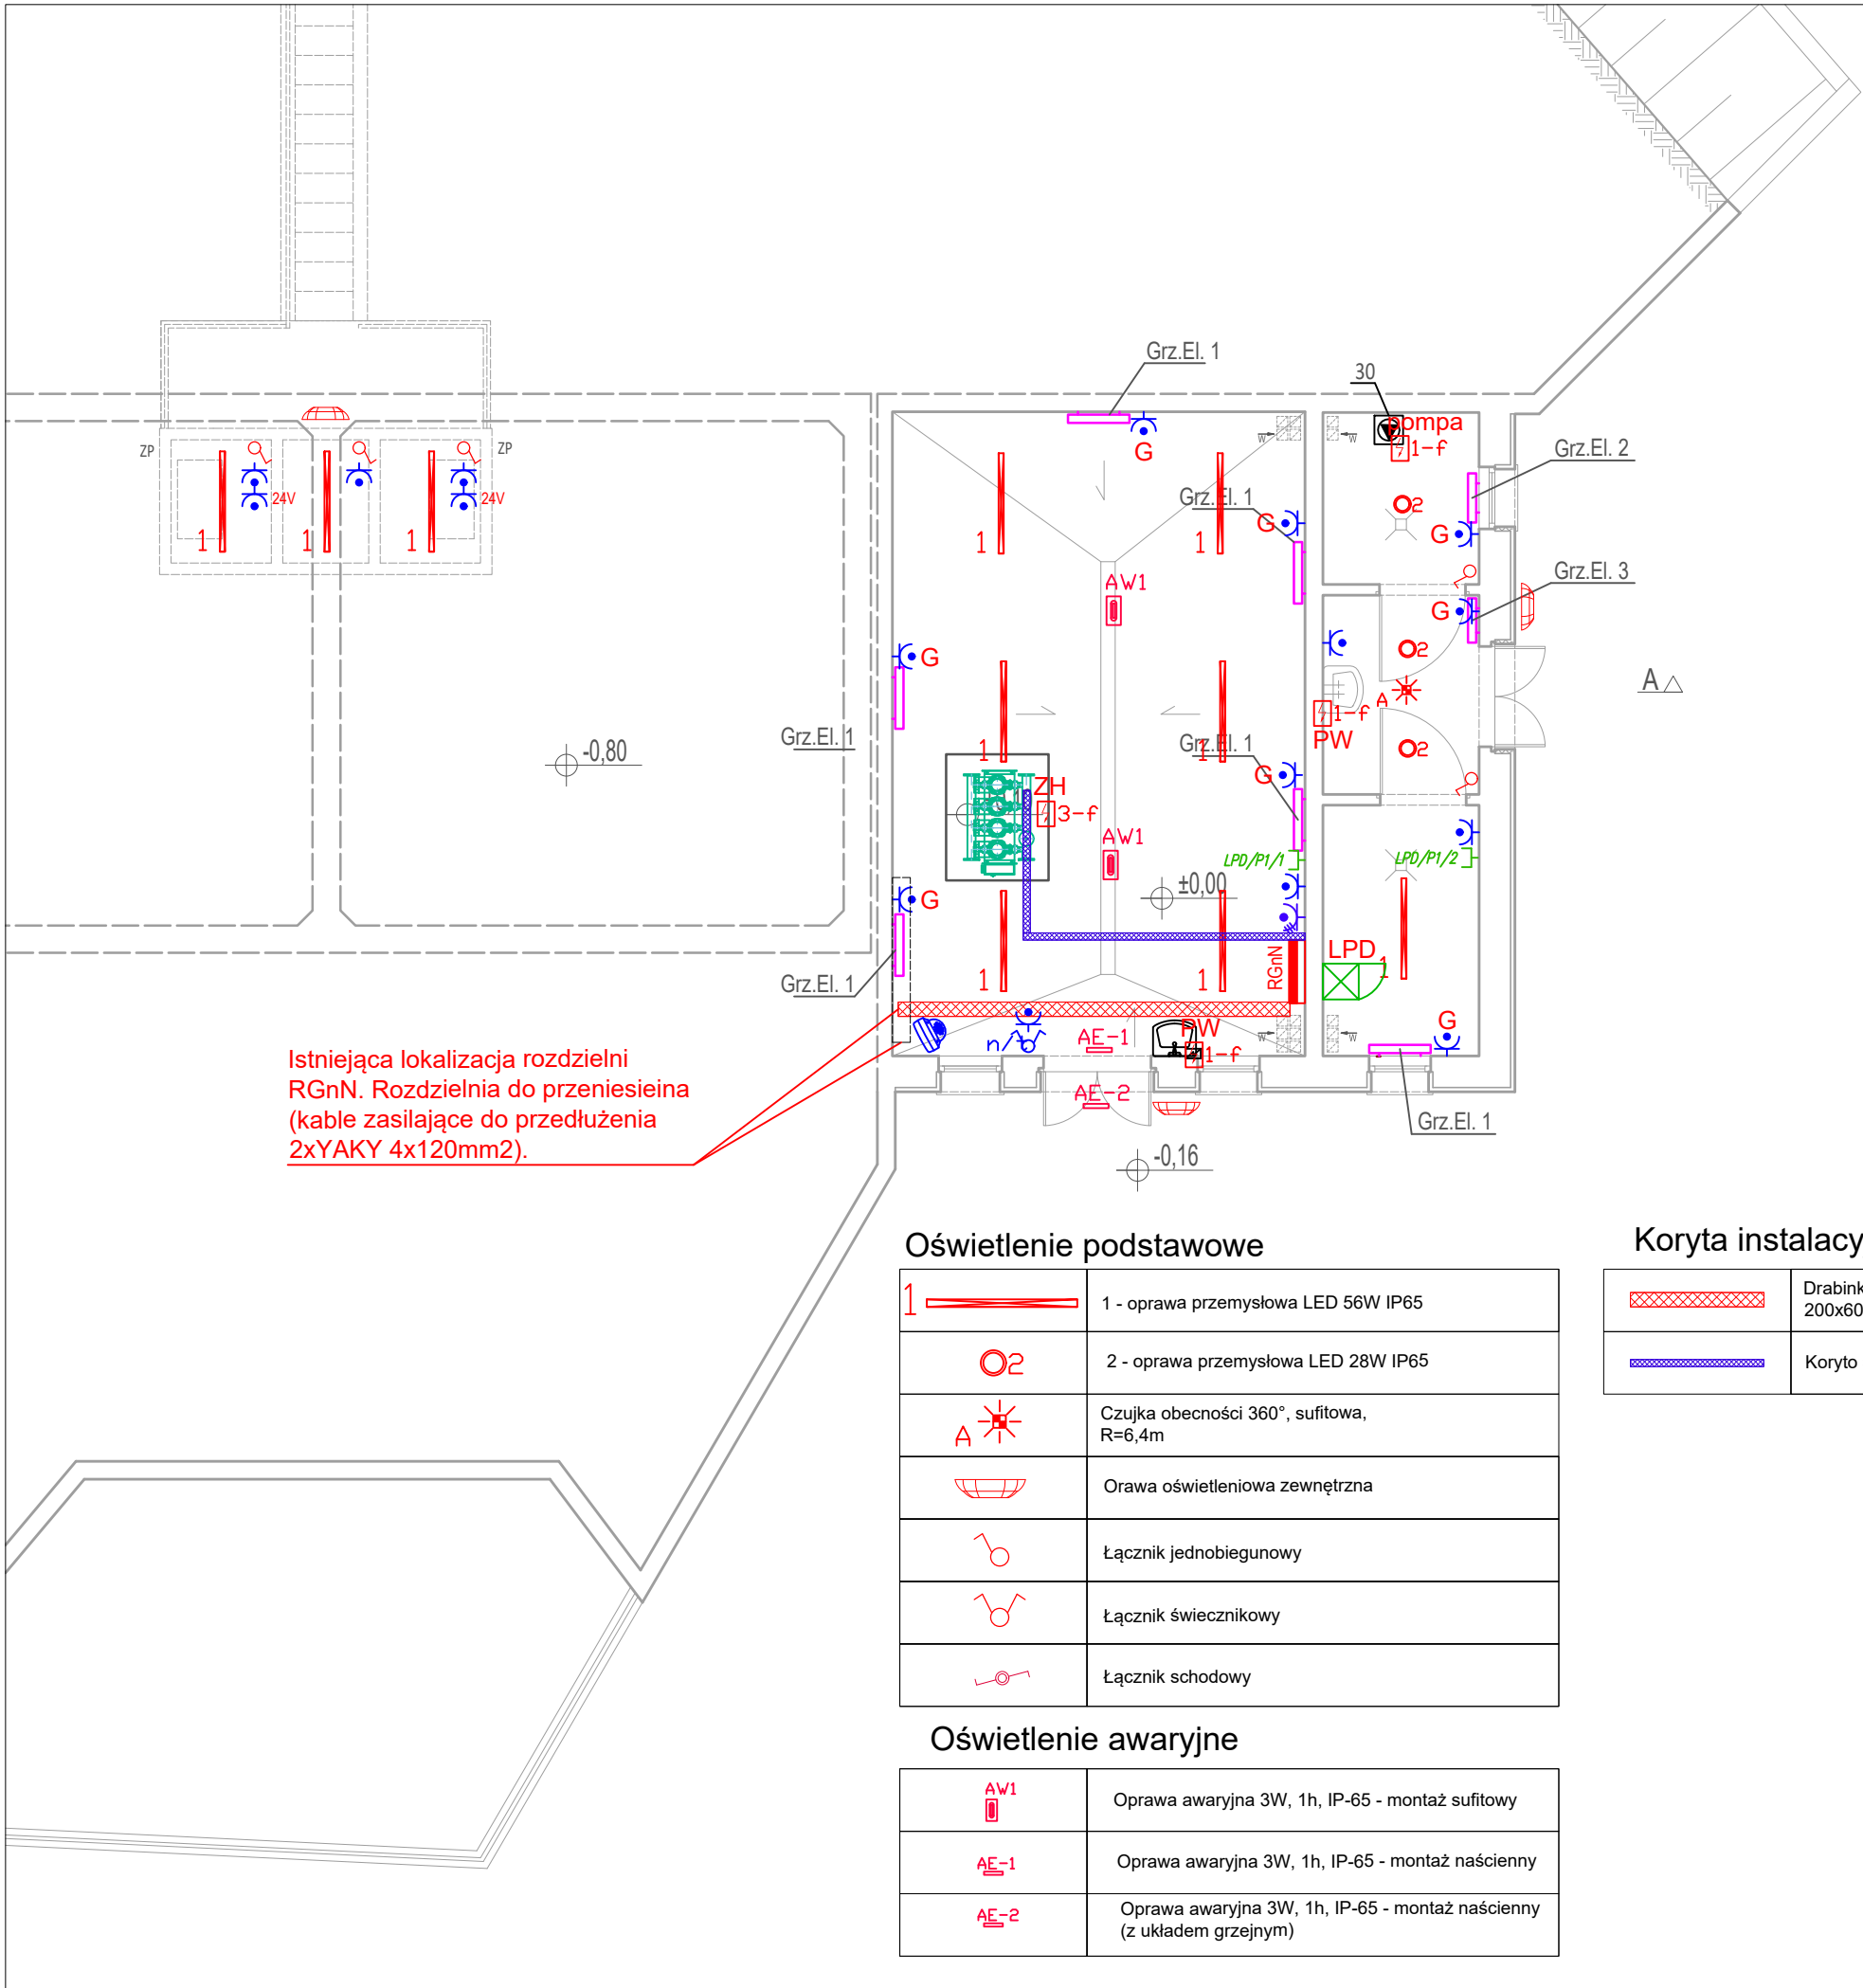 Grz.El. 1
30
pompa
1-f
ZP
ZP
G
Grz.El. 2
24V
24V
Grz.El. 1
G
2
G
1
1
1
1
1
Grz.El. 3
AW1
G
G
2
A
A
1-f
PW
Grz.El. 1
-0,80
1
Grz.El. 1
1
2
G
ZH
3-f
AW1
LPD/P1/1
LPD/P1/2
±0,00
G
RGnN
LPD
1
Grz.El. 1
1
1
n/t
AE-1
PW
1-f
G
W
W
W
W
AE-2
Grz.El. 1
-0,16
Istniejąca lokalizacja rozdzielni
RGnN. Rozdzielnia do przeniesieina
(kable zasilające do przedłużenia
2xYAKY 4x120mm2).
Oświetlenie podstawowe
1
1 - oprawa przemysłowa LED 56W IP65
2
2 - oprawa przemysłowa LED 28W IP65
A
Czujka obecności 360°, sufitowa,
R=6,4m
Orawa oświetleniowa zewnętrzna
Łącznik jednobiegunowy
Łącznik świecznikowy
Łącznik schodowy
Oświetlenie awaryjne
AW1
Oprawa awaryjna 3W, 1h, IP-65 - montaż sufitowy
AE-1
Oprawa awaryjna 3W, 1h, IP-65 - montaż naścienny
AE-2
Oprawa awaryjna 3W, 1h, IP-65 - montaż naścienny
(z układem grzejnym)
Koryta instalacy
Drabink
200x60
Koryto